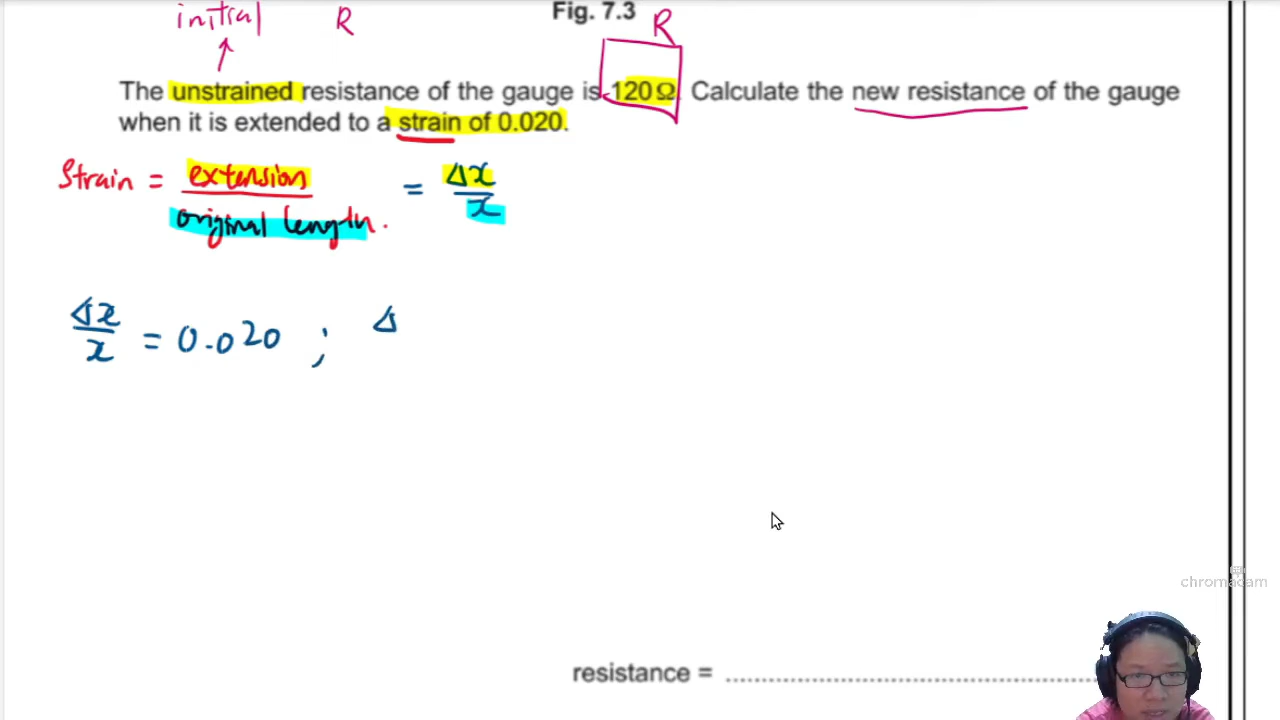 initial R
Fig. 7.3
R
The unstrained resistance of the gauge is 120 Ω. Calculate the new resistance of the gauge
when it is extended to a strain of 0.020.
Strain = extension / original length. = Δx / x
Δx / x = 0.020 ; Δ
chromacam
resistance = ........................................................